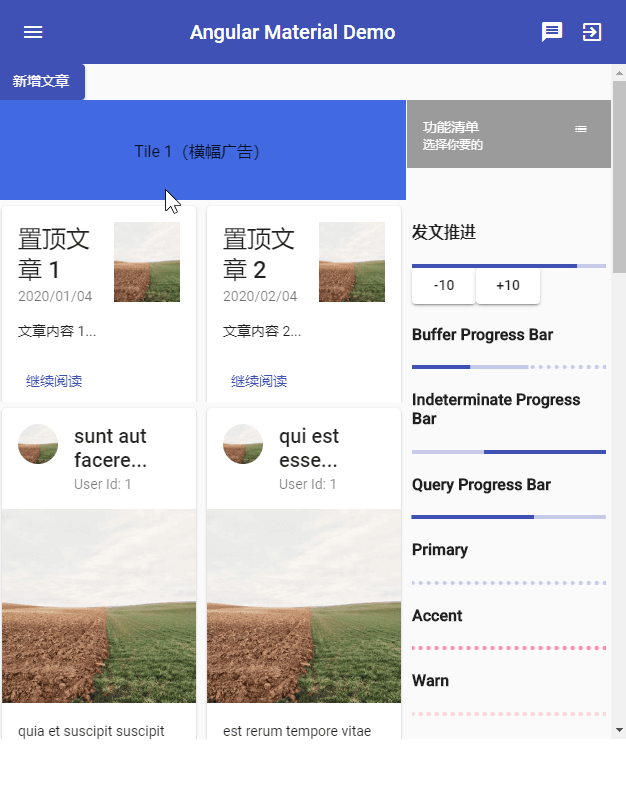 Angular Material Demo
新增文章
Tile 1（横幅广告）
功能清单
选择你要的
置顶文
章 1
2020/01/04
文章内容 1...
继续阅读
置顶文
章 2
2020/02/04
文章内容 2...
继续阅读
sunt aut
facere...
User Id: 1
quia et suscipit suscipit
qui est
esse...
User Id: 1
est rerum tempore vitae
发文推进
-10
+10
Buffer Progress Bar
Indeterminate Progress
Bar
Query Progress Bar
Primary
Accent
Warn